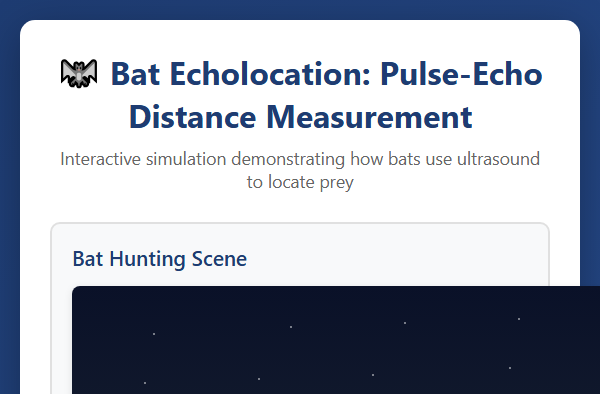 🦇 Bat Echolocation: Pulse-Echo
Distance Measurement
Interactive simulation demonstrating how bats use ultrasound
to locate prey
Bat Hunting Scene